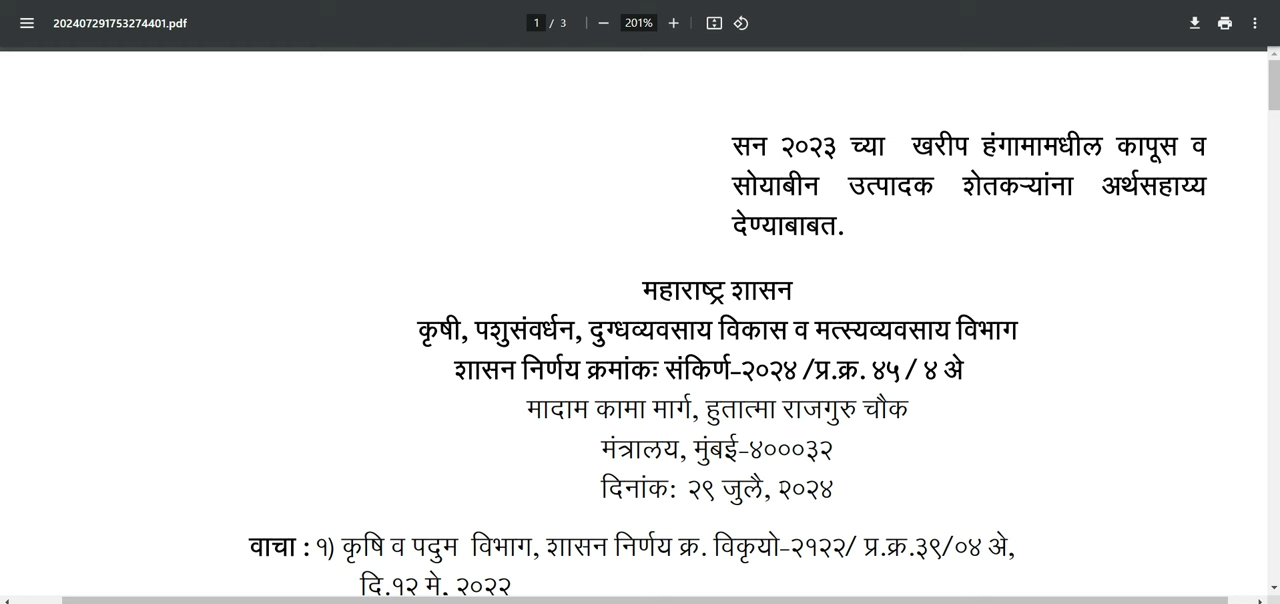 202407291753274401.pdf
1 / 3
201%
सन २०२३ च्या खरीप हंगामामधील कापूस व
सोयाबीन उत्पादक शेतकऱ्यांना अर्थसहाय्य
देण्याबाबत.
महाराष्ट्र शासन
कृषी, पशुसंवर्धन, दुग्धव्यवसाय विकास व मत्स्यव्यवसाय विभाग
शासन निर्णय क्रमांकः संकिर्ण-२०२४ /प्र.क्र. ४५ / ४ अे
मादाम कामा मार्ग, हुतात्मा राजगुरु चौक
मंत्रालय, मुंबई-४०००३२
दिनांक: २९ जुलै, २०२४
वाचा : १) कृषि व पदुम विभाग, शासन निर्णय क्र. विकृयो-२१२२/ प्र.क्र.३९/०४ अे,
दि.१२ मे, २०२२